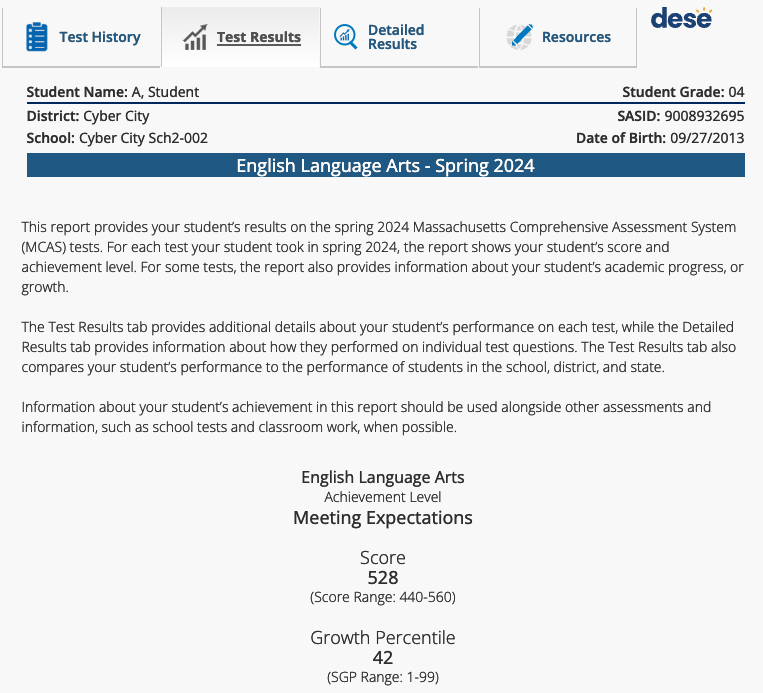 Test History
Test Results
Detailed
Results
Resources
dese
Student Name: A, Student
Student Grade: 04
District: Cyber City
SASID: 9008932695
School: Cyber City Sch2-002
Date of Birth: 09/27/2013
English Language Arts - Spring 2024
This report provides your student’s results on the spring 2024 Massachusetts Comprehensive Assessment System
(MCAS) tests. For each test your student took in spring 2024, the report shows your student’s score and
achievement level. For some tests, the report also provides information about your student’s academic progress, or
growth.
The Test Results tab provides additional details about your student’s performance on each test, while the Detailed
Results tab provides information about how they performed on individual test questions. The Test Results tab also
compares your student’s performance to the performance of students in the school, district, and state.
Information about your student’s achievement in this report should be used alongside other assessments and
information, such as school tests and classroom work, when possible.
English Language Arts
Achievement Level
Meeting Expectations
Score
528
(Score Range: 440-560)
Growth Percentile
42
(SGP Range: 1-99)